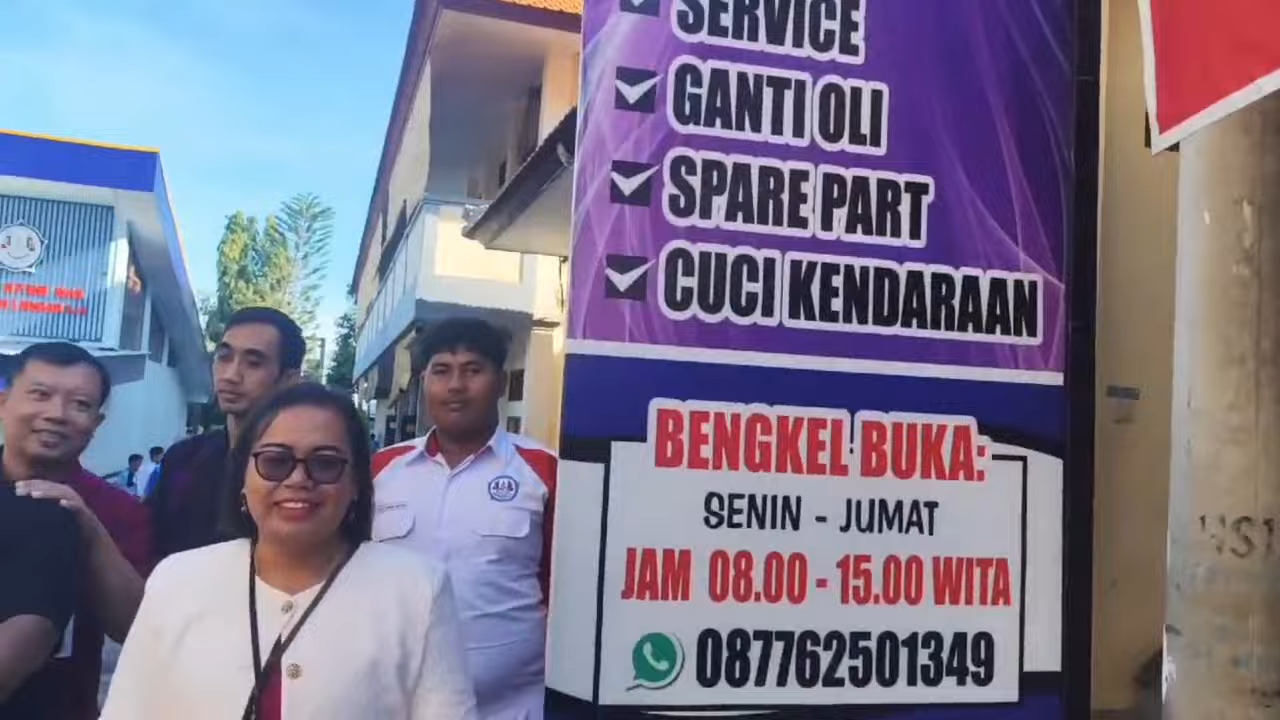 SERVICE
GANTI OLI
SPARE PART
CUCI KENDARAAN
BENGKEL BUKA:
SENIN - JUMAT
JAM 08.00 - 15.00 WITA
087762501349